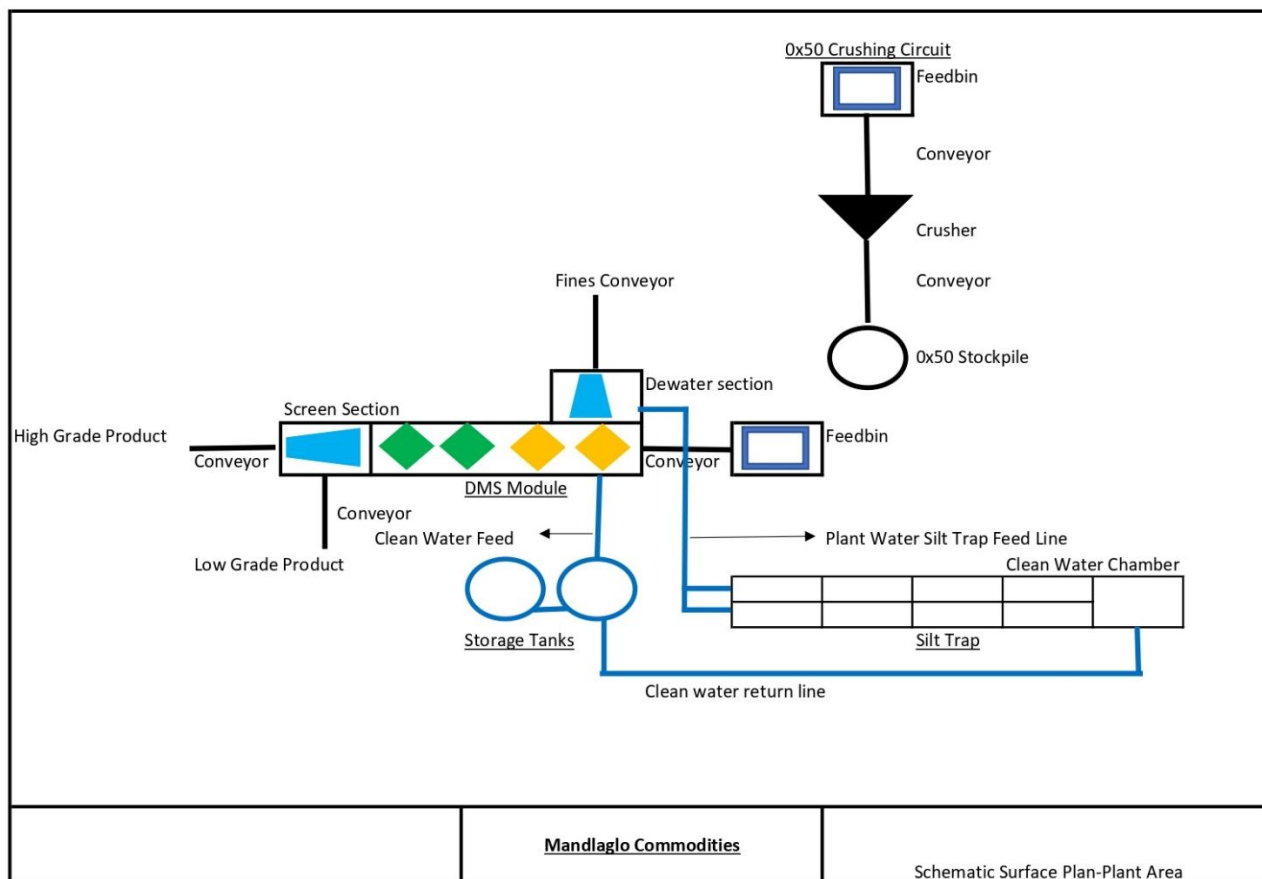 0x50 Crushing Circuit
Feedbin
Conveyor
Crusher
Conveyor
Fines Conveyor
0x50 Stockpile
Dewater section
Screen Section
High Grade Product
Feedbin
Conveyor
Conveyor
DMS Module
Conveyor
Clean Water Feed
Plant Water Silt Trap Feed Line
Low Grade Product
Clean Water Chamber
Storage Tanks
Silt Trap
Clean water return line
Mandlaglo Commodities
Schematic Surface Plan-Plant Area